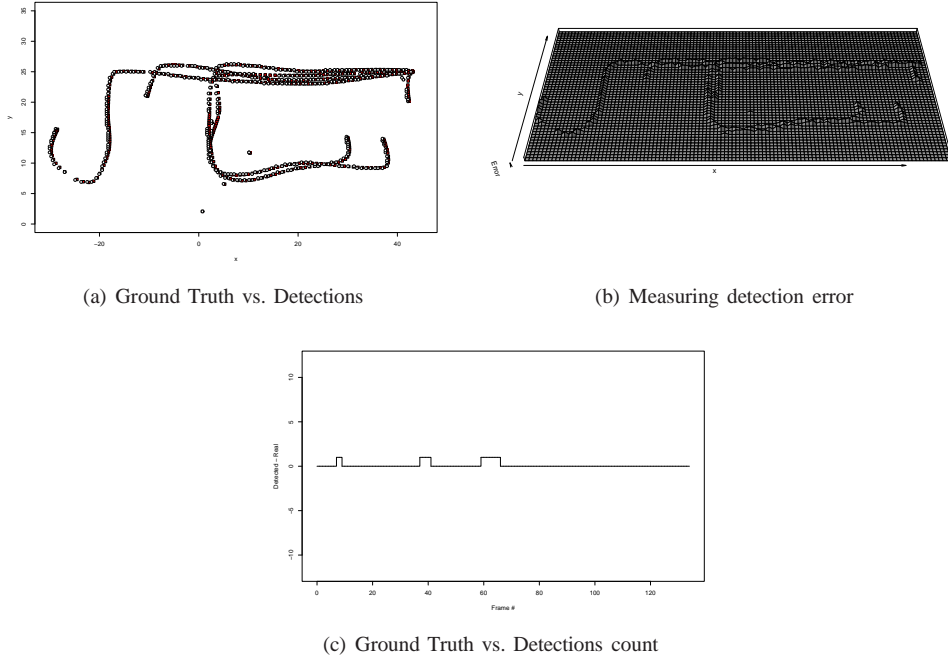 35
30
25
20
15
10
5
0
y
−20 0 20 40
x
y
Error
x
(a) Ground Truth vs. Detections
(b) Measuring detection error
10
5
0
−5
−10
Detected − Real
0 20 40 60 80 100 120
Frame #
(c) Ground Truth vs. Detections count